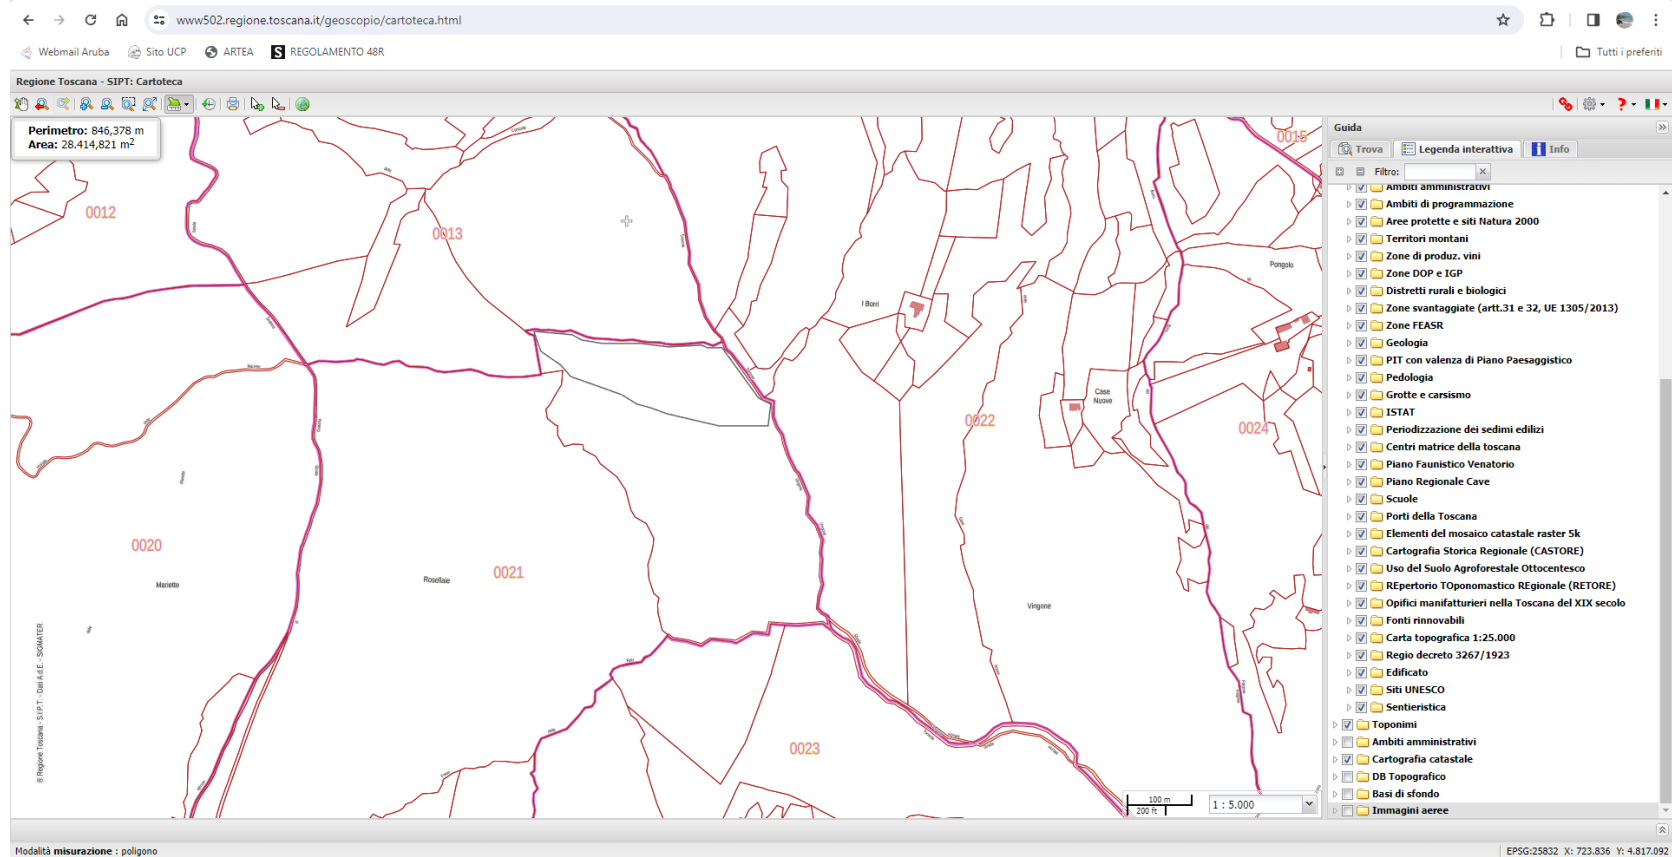 www502.regione.toscana.it/geoscopio/cartoteca.html
Webmail Aruba
Sito UCP
ARTEA
S REGOLAMENTO 48R
Tutti i preferiti
Regione Toscana - SIPT: Cartoteca
Perimetro: 846,378 m
Area: 28.414,821 m2
0012
0013
0015
Pongolo
I Borri
Case
Nuove
0022
0024
0020
Mariette
Rosellaie
0021
Vingone
0023
© Regione Toscana - S.I.P.T. - Dati A.d.E. - SIGMATER
100 m
200 ft
1 : 5.000
Guida
Trova
Legenda interattiva
Info
Filtro:
Ambiti amministrativi
Ambiti di programmazione
Aree protette e siti Natura 2000
Territori montani
Zone di produz. vini
Zone DOP e IGP
Distretti rurali e biologici
Zone svantaggiate (artt.31 e 32, UE 1305/2013)
Zone FEASR
Geologia
PIT con valenza di Piano Paesaggistico
Pedologia
Grotte e carsismo
ISTAT
Periodizzazione dei sedimi edilizi
Centri matrice della toscana
Piano Faunistico Venatorio
Piano Regionale Cave
Scuole
Porti della Toscana
Elementi del mosaico catastale raster 5k
Cartografia Storica Regionale (CASTORE)
Uso del Suolo Agroforestale Ottocentesco
REpertorio TOponomastico REgionale (RETORE)
Opifici manifatturieri nella Toscana del XIX secolo
Fonti rinnovabili
Carta topografica 1:25.000
Regio decreto 3267/1923
Edificato
Siti UNESCO
Sentieristica
Toponimi
Ambiti amministrativi
Cartografia catastale
DB Topografico
Basi di sfondo
Immagini aeree
Modalità misurazione : poligono
EPSG:25832 X: 723.836 Y: 4.817.092